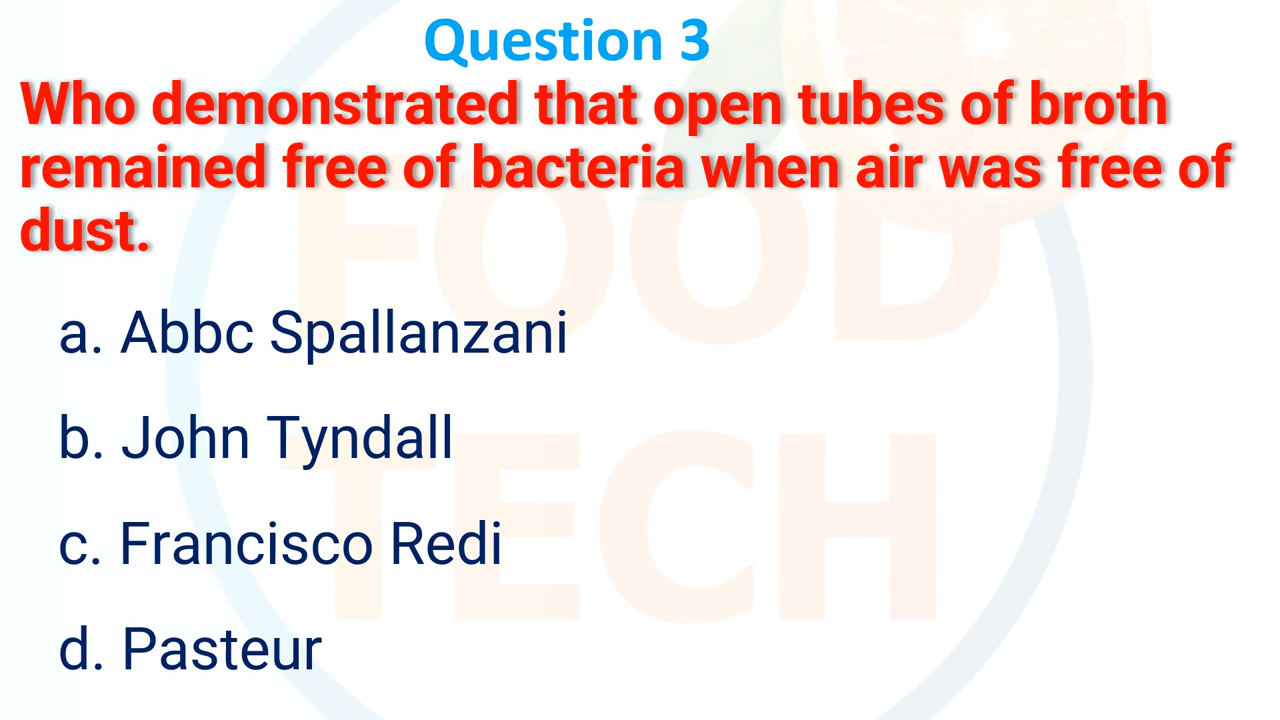 Question 3
Who demonstrated that open tubes of broth
remained free of bacteria when air was free of
dust.
a. Abbc Spallanzani
b. John Tyndall
c. Francisco Redi
d. Pasteur
FOOD
TECH